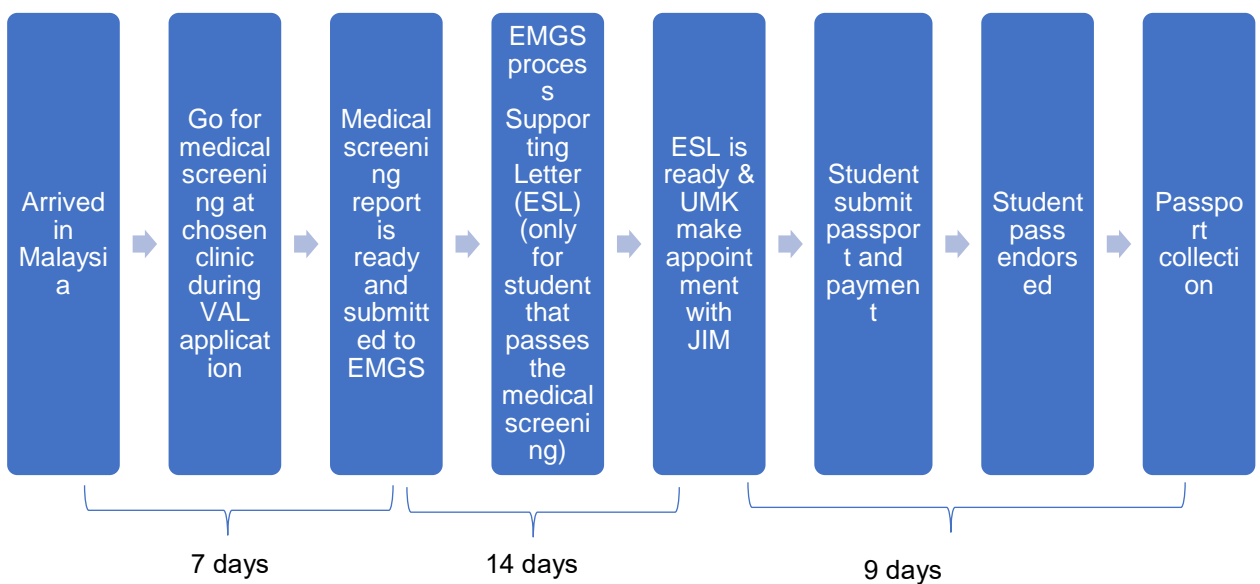 Arrived
in
Malaysi
a
Go for
medical
screeni
ng at
chosen
clinic
during
VAL
applicat
ion
Medical
screeni
ng
report
is
ready
and
submitt
ed to
EMGS
EMGS
proces
s
Suppor
ting
Letter
(ESL)
(only
for
student
that
passes
the
medical
screeni
ng)
ESL is
ready &
UMK
make
appoint
ment
with
JIM
Student
submit
passpor
t and
paymen
t
Student
pass
endors
ed
Passpo
rt
collecti
on
7 days
14 days
9 days